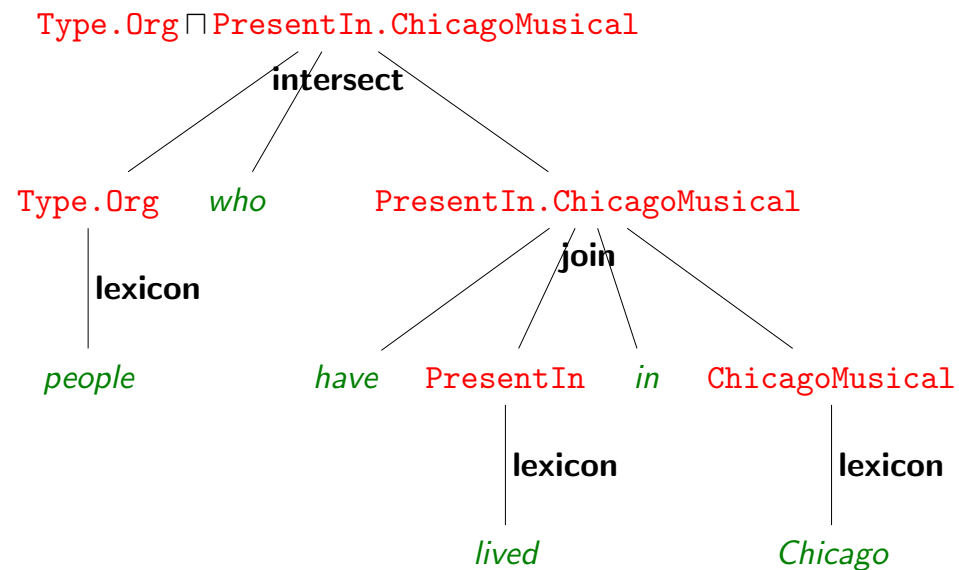 Type.Org ⊓ PresentIn.ChicagoMusical
intersect
Type.Org who PresentIn.ChicagoMusical
join
lexicon
people have PresentIn in ChicagoMusical
lexicon lexicon
lived Chicago